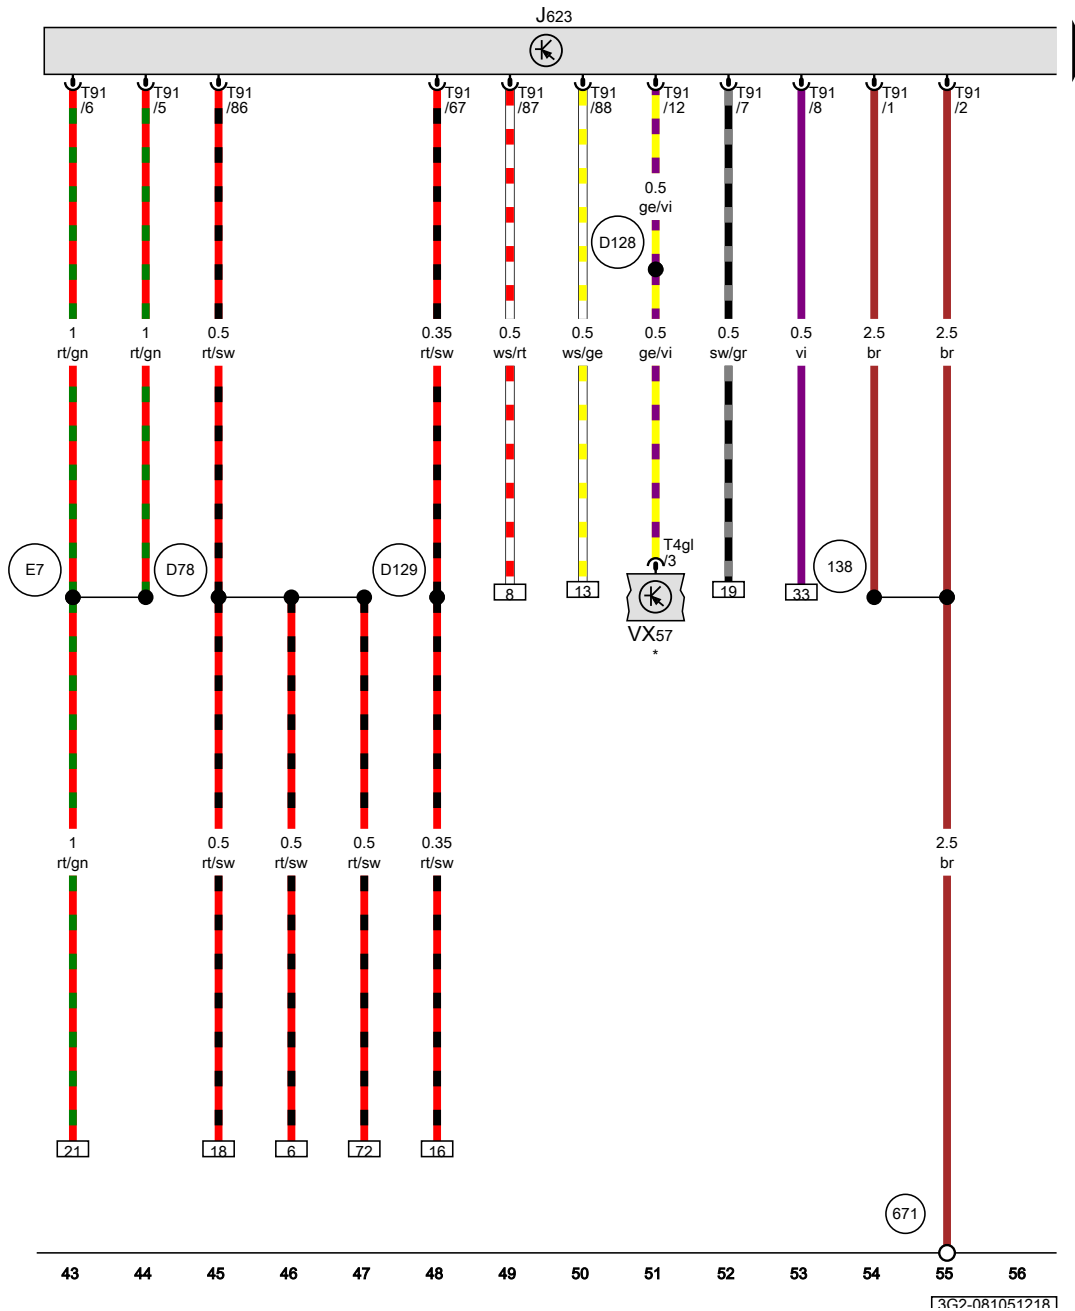 J623
T91 T91 T91 T91 T91 T91 T91 T91 T91 T91 T91
/6 /5 /86 /67 /87 /88 /12 /7 /8 /1 /2
0.5
ge/vi
D128
1 1 0.5 0.35 0.5 0.5 0.5 0.5 0.5 2.5 2.5
rt/gn rt/gn rt/sw rt/sw ws/rt ws/ge ge/vi sw/gr vi br br
T4gl
/3
E7 D78 D129 138
8 13 19 33
VX57
*
1 0.5 0.5 0.5 0.35 2.5
rt/gn rt/sw rt/sw rt/sw rt/sw br
21 18 6 72 16
671
43 44 45 46 47 48 49 50 51 52 53 54 55 56
3G2-081051218